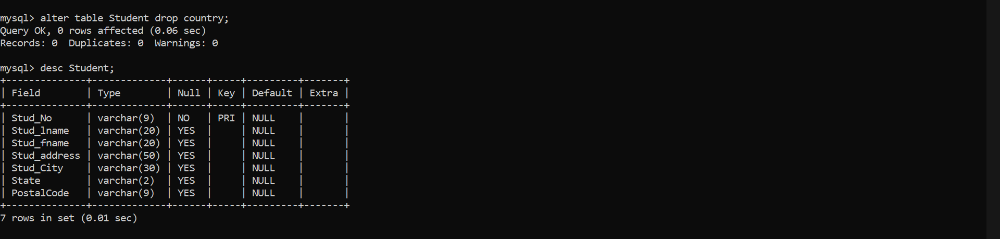 mysql> alter table Student drop country;
Query OK, 0 rows affected (0.06 sec)
Records: 0  Duplicates: 0  Warnings: 0

mysql> desc Student;
+--------------+-------------+------+-----+---------+-------+
| Field        | Type        | Null | Key | Default | Extra |
+--------------+-------------+------+-----+---------+-------+
| Stud_No      | varchar(9)  | NO   | PRI | NULL    |       |
| Stud_lname   | varchar(20) | YES  |     | NULL    |       |
| Stud_fname   | varchar(20) | YES  |     | NULL    |       |
| Stud_address | varchar(50) | YES  |     | NULL    |       |
| Stud_City    | varchar(30) | YES  |     | NULL    |       |
| State        | varchar(2)  | YES  |     | NULL    |       |
| PostalCode   | varchar(9)  | YES  |     | NULL    |       |
+--------------+-------------+------+-----+---------+-------+
7 rows in set (0.01 sec)